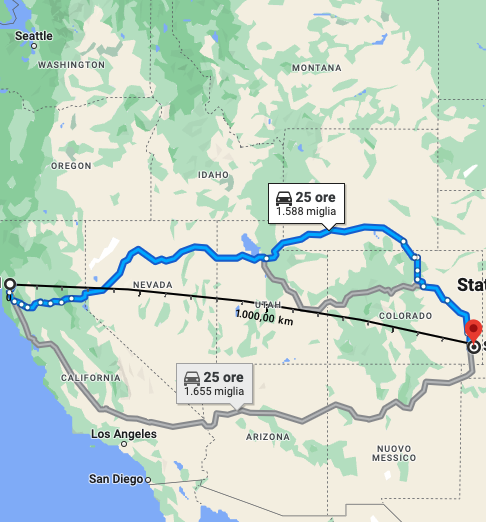 Seattle
WASHINGTON
MONTANA
OREGON
IDAHO
25 ore
1.588 miglia
NEVADA
UTAH
1.000,00 km
COLORADO
Stat
25 ore
1.655 miglia
CALIFORNIA
Los Angeles
ARIZONA
NUOVO
MESSICO
San Diego